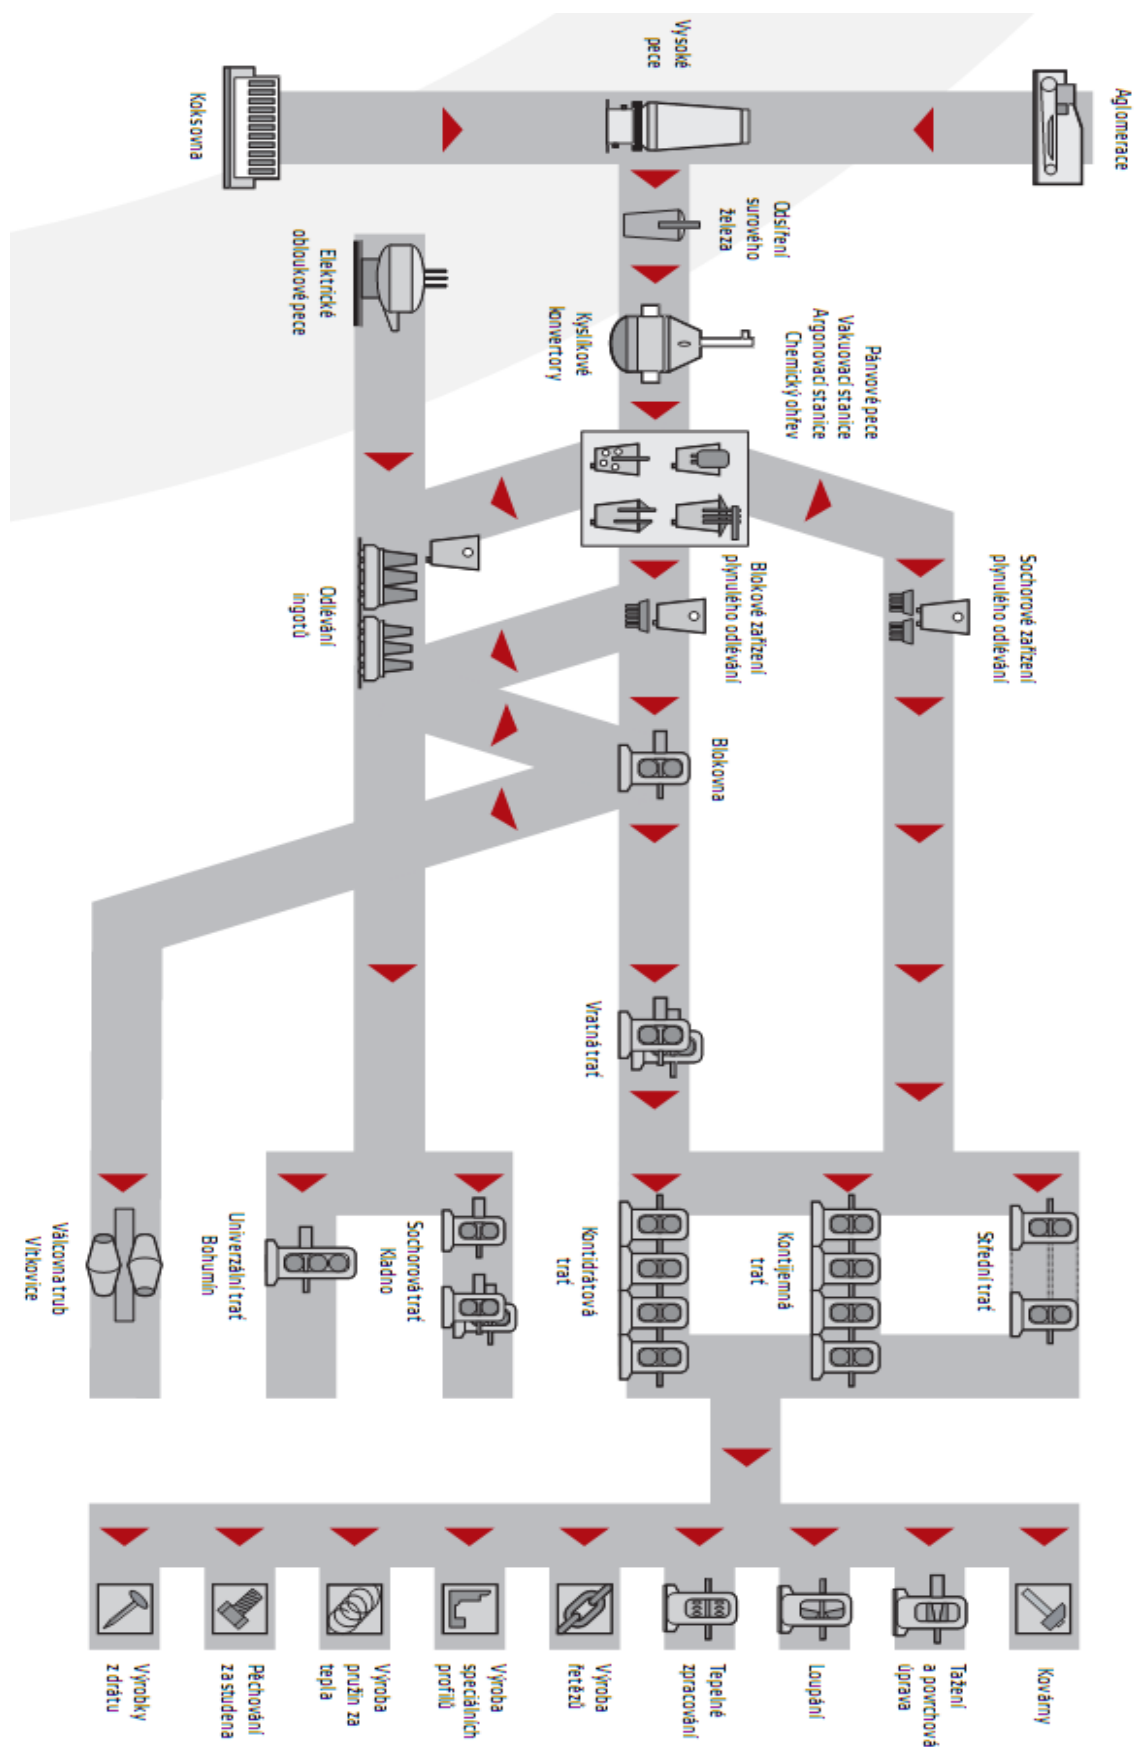 Aglomerace
Vysoké
pece
Koksovna
Odsíření
surového
železa
Elektrické
obloukové pece
Kyslíkové
konvertory
Pánvové pece
Vakuovací stanice
Argonovací stanice
Chemický ohřev
Sochorové zařízení
plynulého odlévání
Blokové zařízení
plynulého odlévání
Odlévání
ingotů
Blokovna
Vratná trať
Střední trať
Kontijemná
trať
Kontidrátová
trať
Sochorová trať
Kladno
Univerzální trať
Bohumín
Válcovna trub
Vítkovice
Kovárny
Tažení
a povrchová
úprava
Loupání
Tepelné
zpracování
Výroba
řetězů
Výroba
speciálních
profilů
Výroba
pružin za
tepla
Pěchování
za studena
Výrobky
z drátu